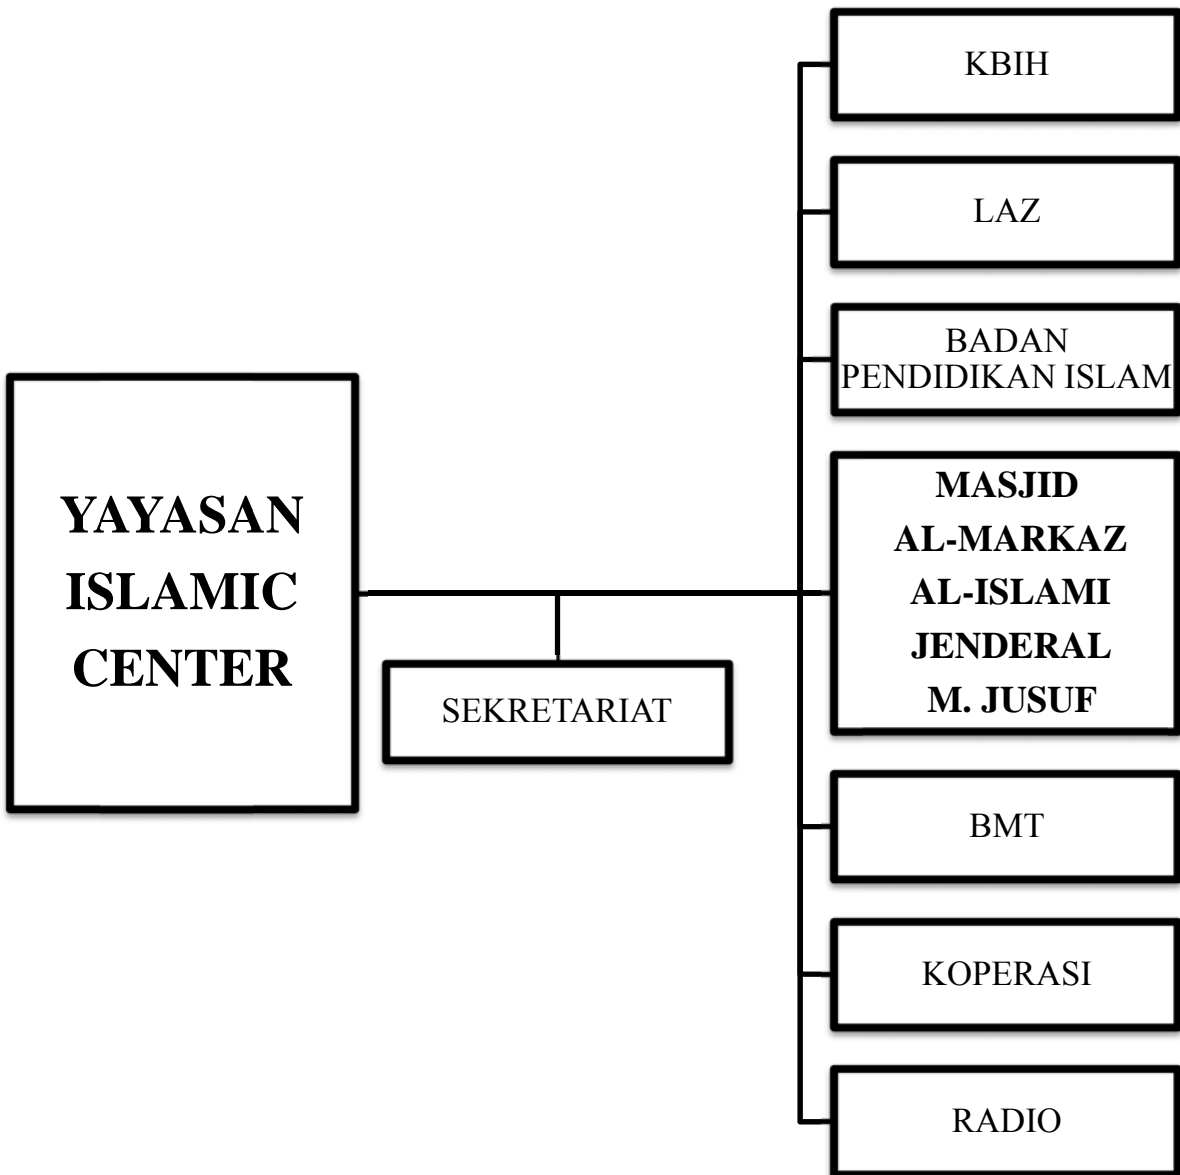 KBIH
LAZ
BADAN
PENDIDIKAN ISLAM
YAYASAN
ISLAMIC
CENTER
MASJID
AL-MARKAZ
AL-ISLAMI
JENDERAL
M. JUSUF
SEKRETARIAT
BMT
KOPERASI
RADIO